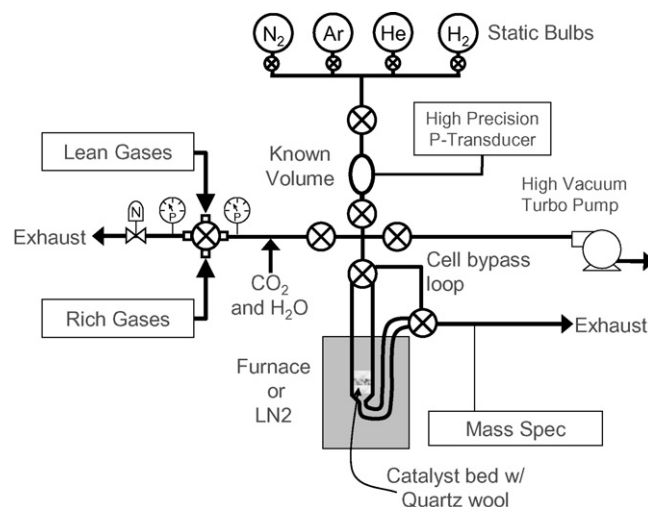 N2
Ar
He
H2
Static Bulbs
High Precision
P-Transducer
Known
Volume
Lean Gases
High Vacuum
Turbo Pump
N
P
P
Exhaust
CO2
and H2O
Cell bypass
loop
Rich Gases
Exhaust
Furnace
or
LN2
Mass Spec
Catalyst bed w/
Quartz wool